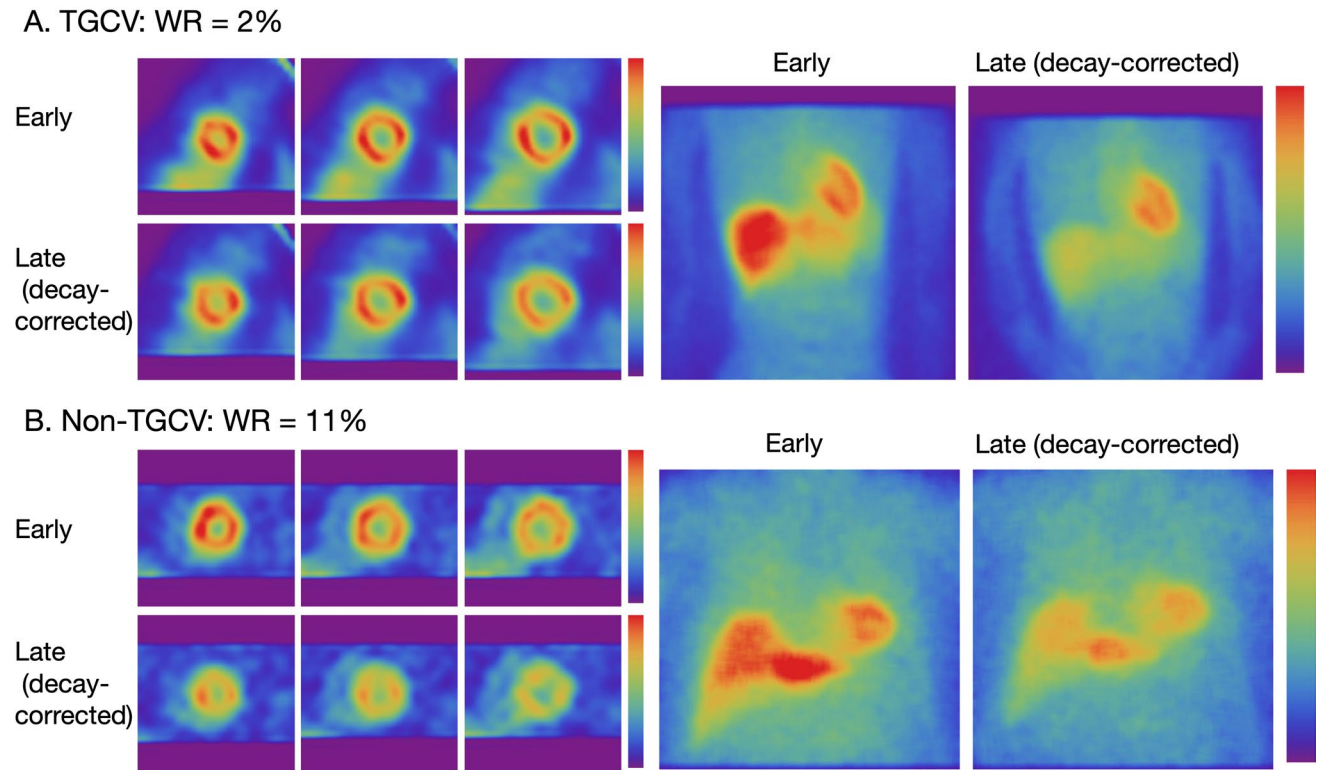 A. TGCV: WR = 2%
Early
Late (decay-corrected)
Early
Late
(decay-
corrected)
B. Non-TGCV: WR = 11%
Early
Late (decay-corrected)
Early
Late
(decay-
corrected)